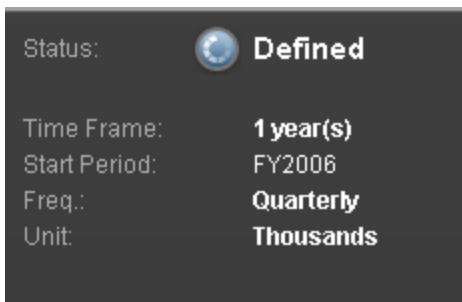 Status: Defined
Time Frame: 1 year(s)
Start Period: FY2006
Freq.: Quarterly
Unit: Thousands